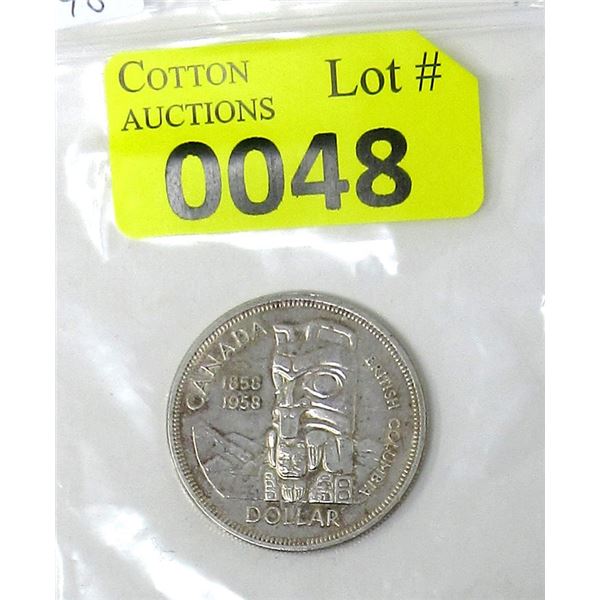 COTTON
AUCTIONS
Lot #
0048
CANADA
1858
1958
BRITISH COLUMBIA
DOLLAR